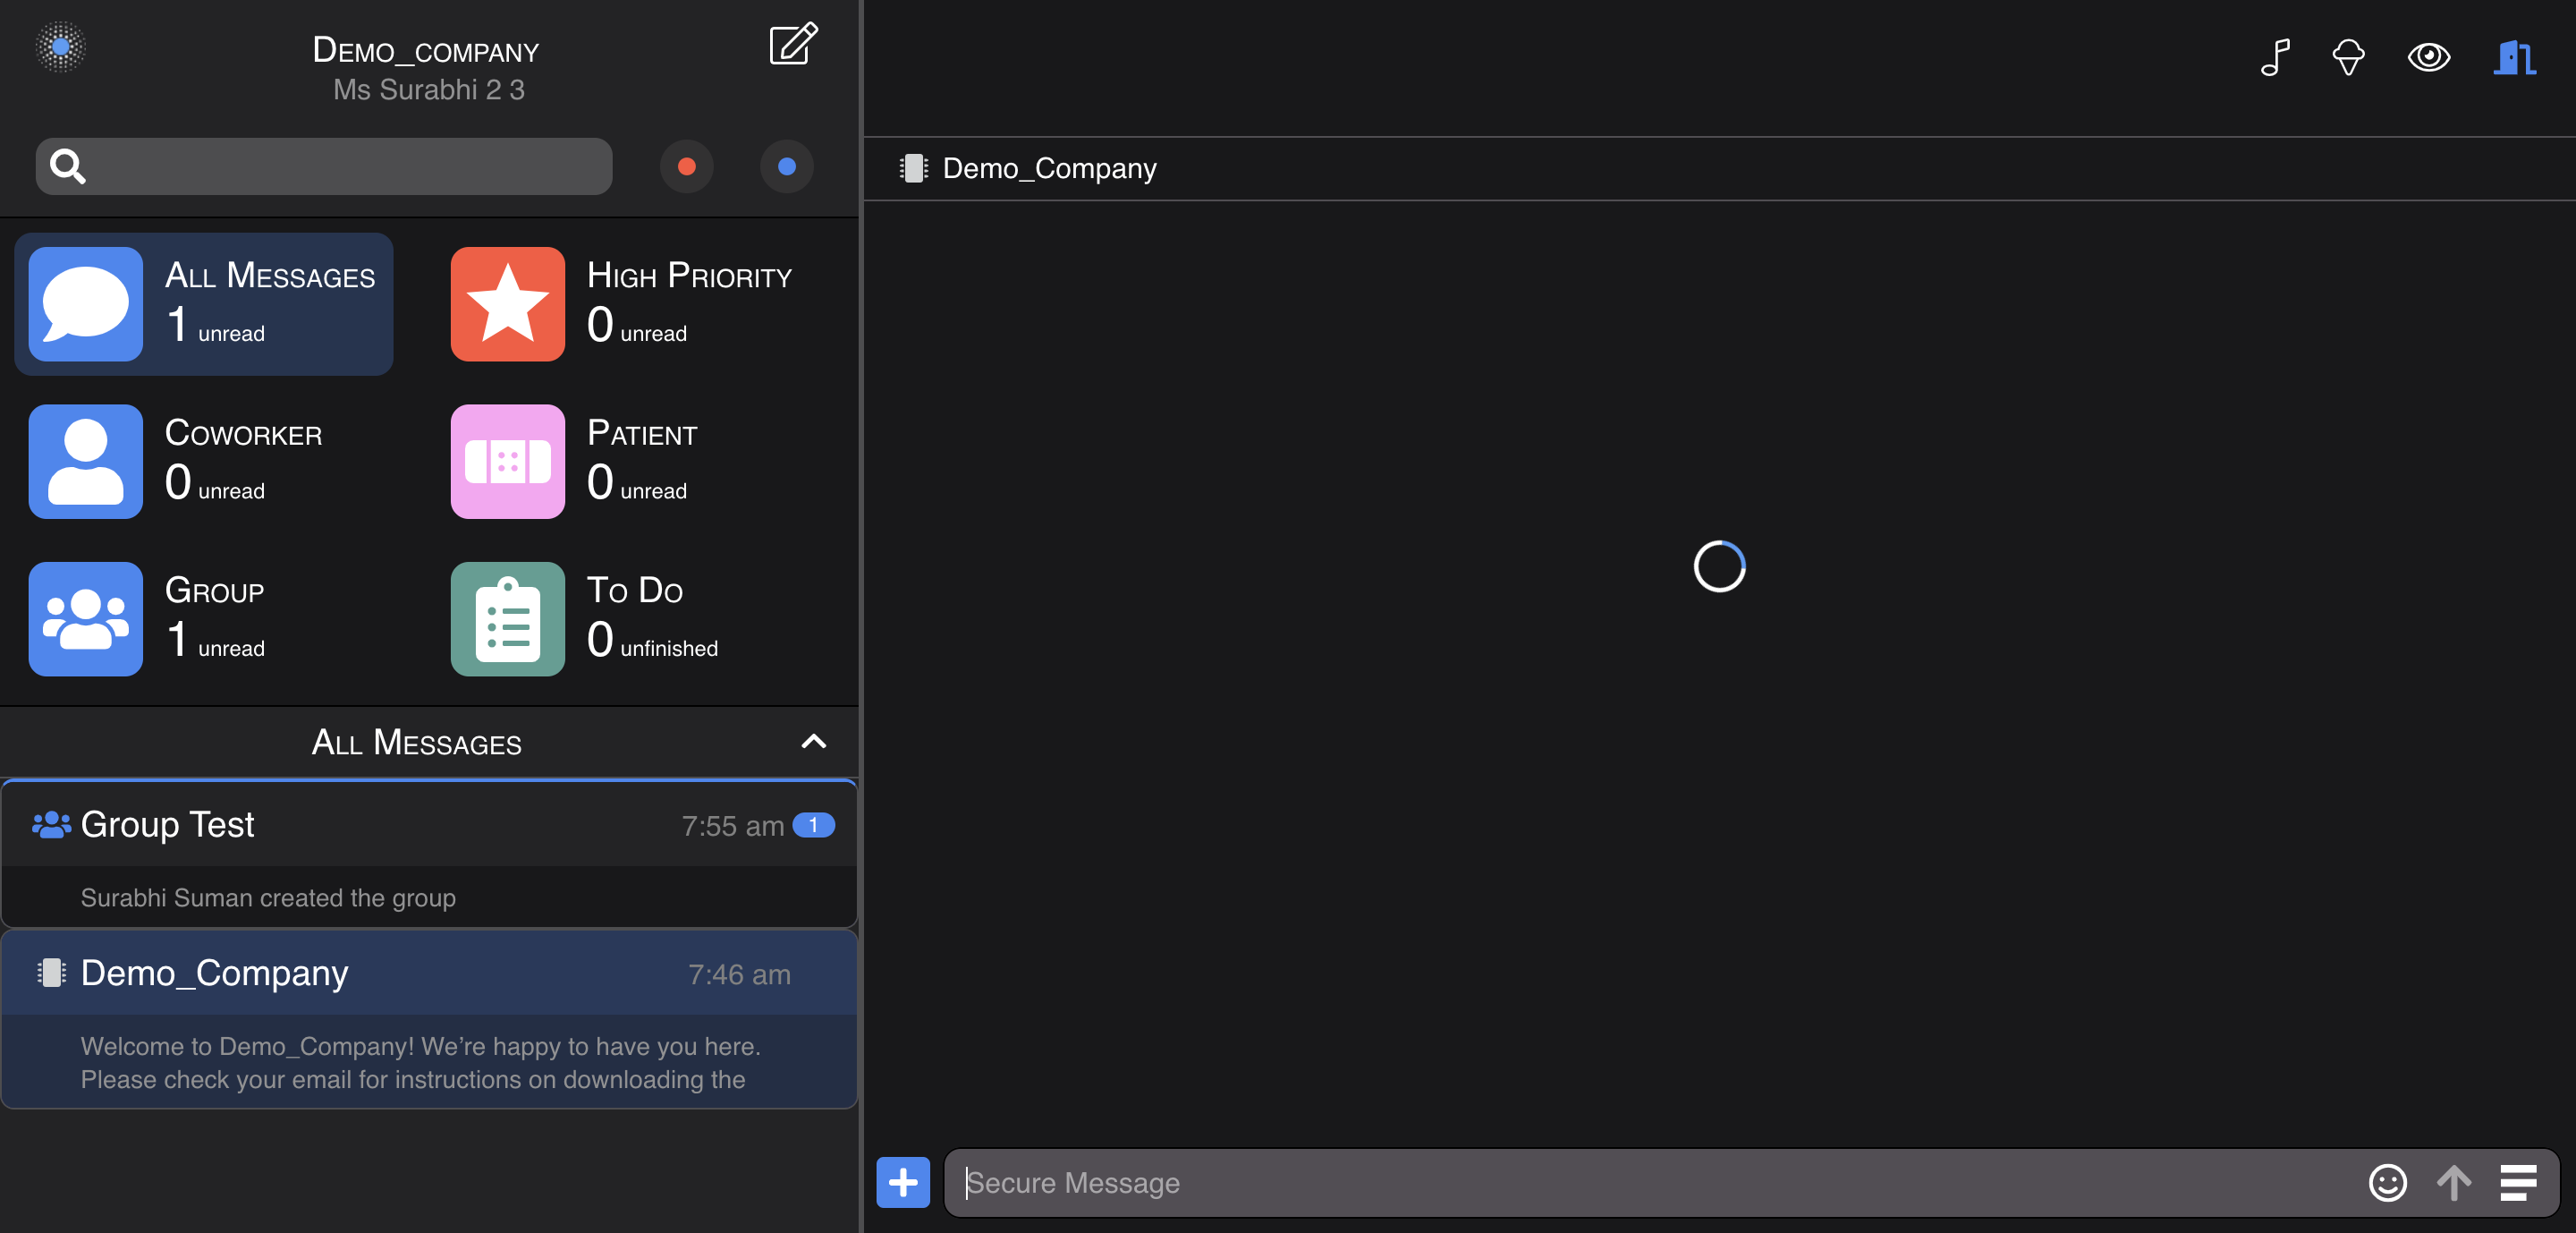 Demo_company
Ms Surabhi 2 3
All Messages
1 unread
High Priority
0 unread
Coworker
0 unread
Patient
0 unread
Group
1 unread
To Do
0 unfinished
All Messages
Group Test 7:55 am 1
Surabhi Suman created the group
Demo_Company 7:46 am
Welcome to Demo_Company! We’re happy to have you here.
Please check your email for instructions on downloading the
Demo_Company
Secure Message